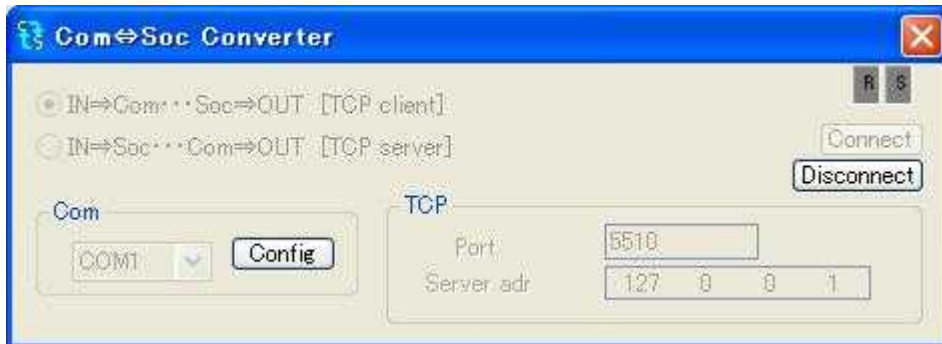 Com⇔Soc Converter
R S
IN⇒Com・・・Soc⇒OUT [TCP client]
IN⇒Soc・・・Com⇒OUT [TCP server]
Connect
Disconnect
Com
COM1
Config
TCP
Port
5510
Server adr
127 0 0 1